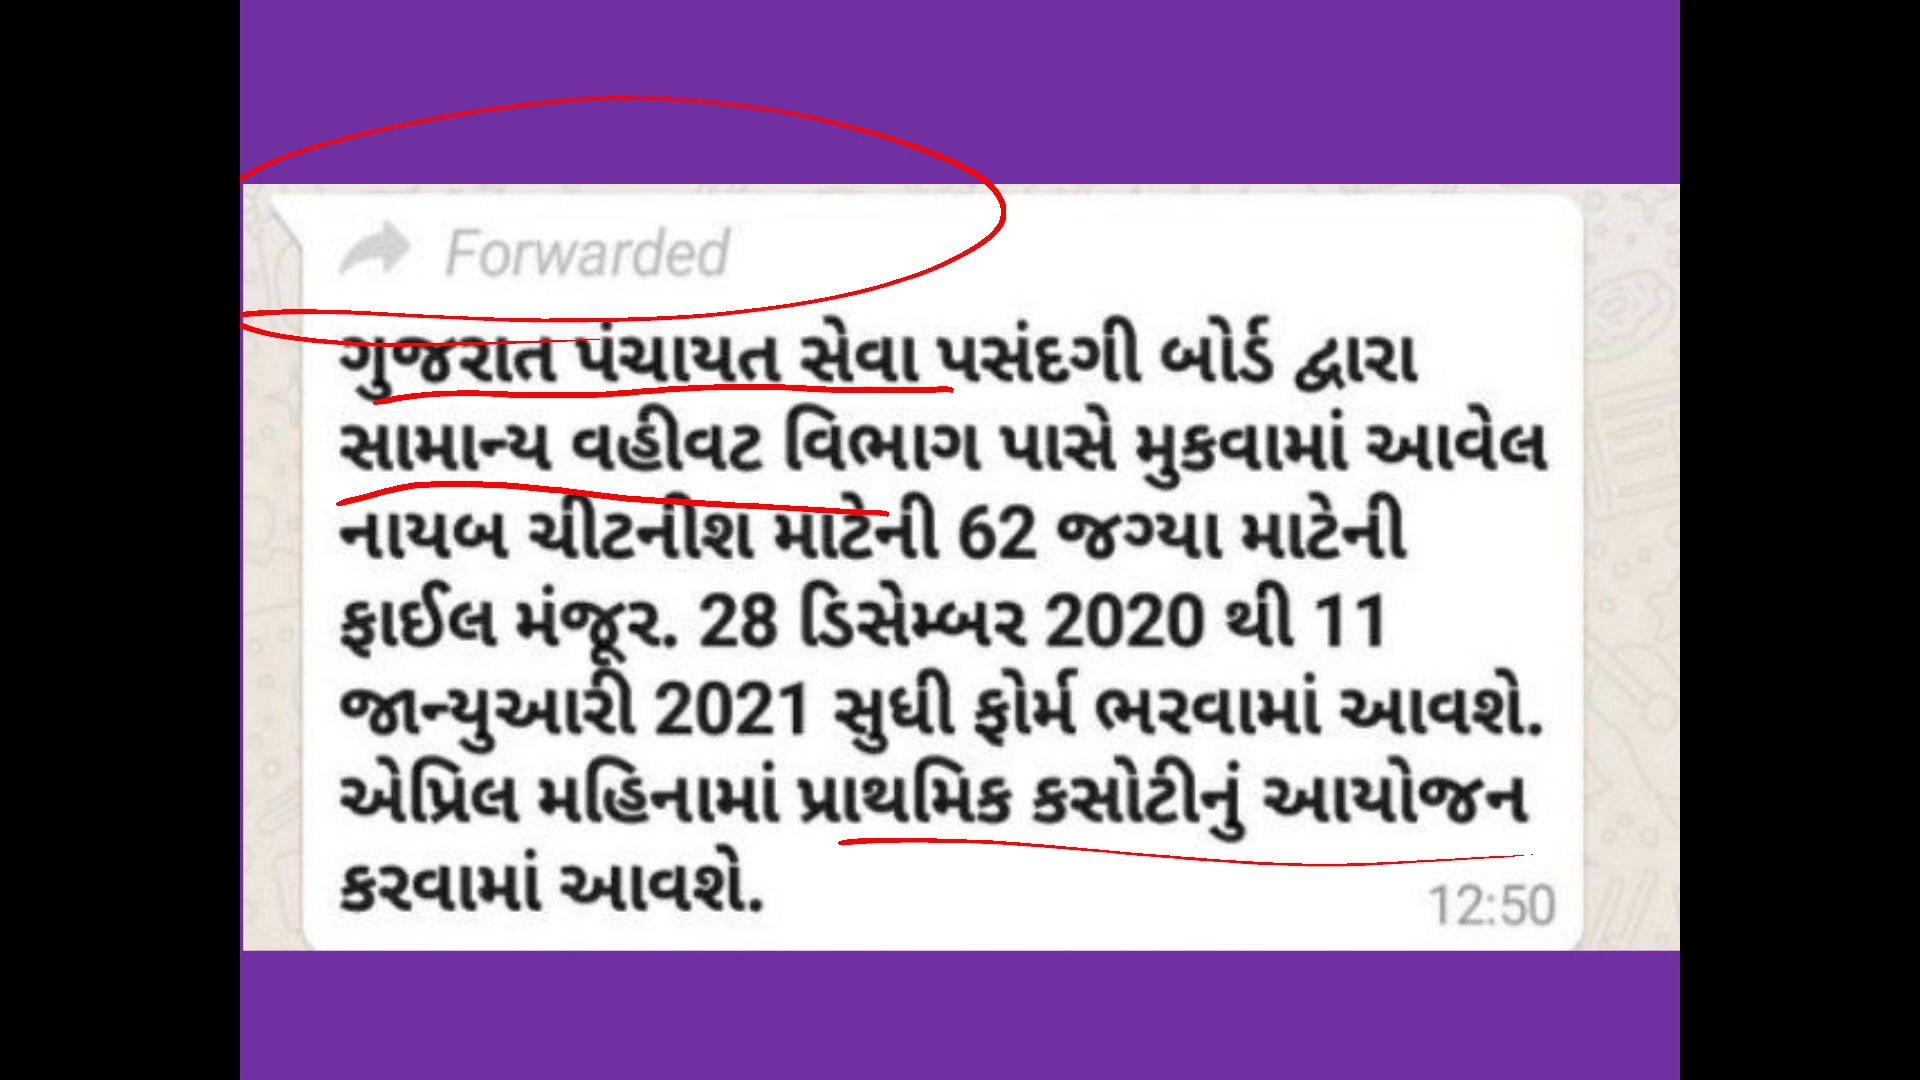 Forwarded
ગુજરાત પંચાયત સેવા પસંદગી બોર્ડ દ્વારા
સામાન્ય વહીવટ વિભાગ પાસે મુકવામાં આવેલ
નાયબ ચીટનીશ માટેની 62 જગ્યા માટેની
ફાઈલ મંજૂર. 28 ડિસેમ્બર 2020 થી 11
જાન્યુઆરી 2021 સુધી ફોર્મ ભરવામાં આવશે.
એપ્રિલ મહિનામાં પ્રાથમિક કસોટીનું આયોજન
કરવામાં આવશે.
12:50